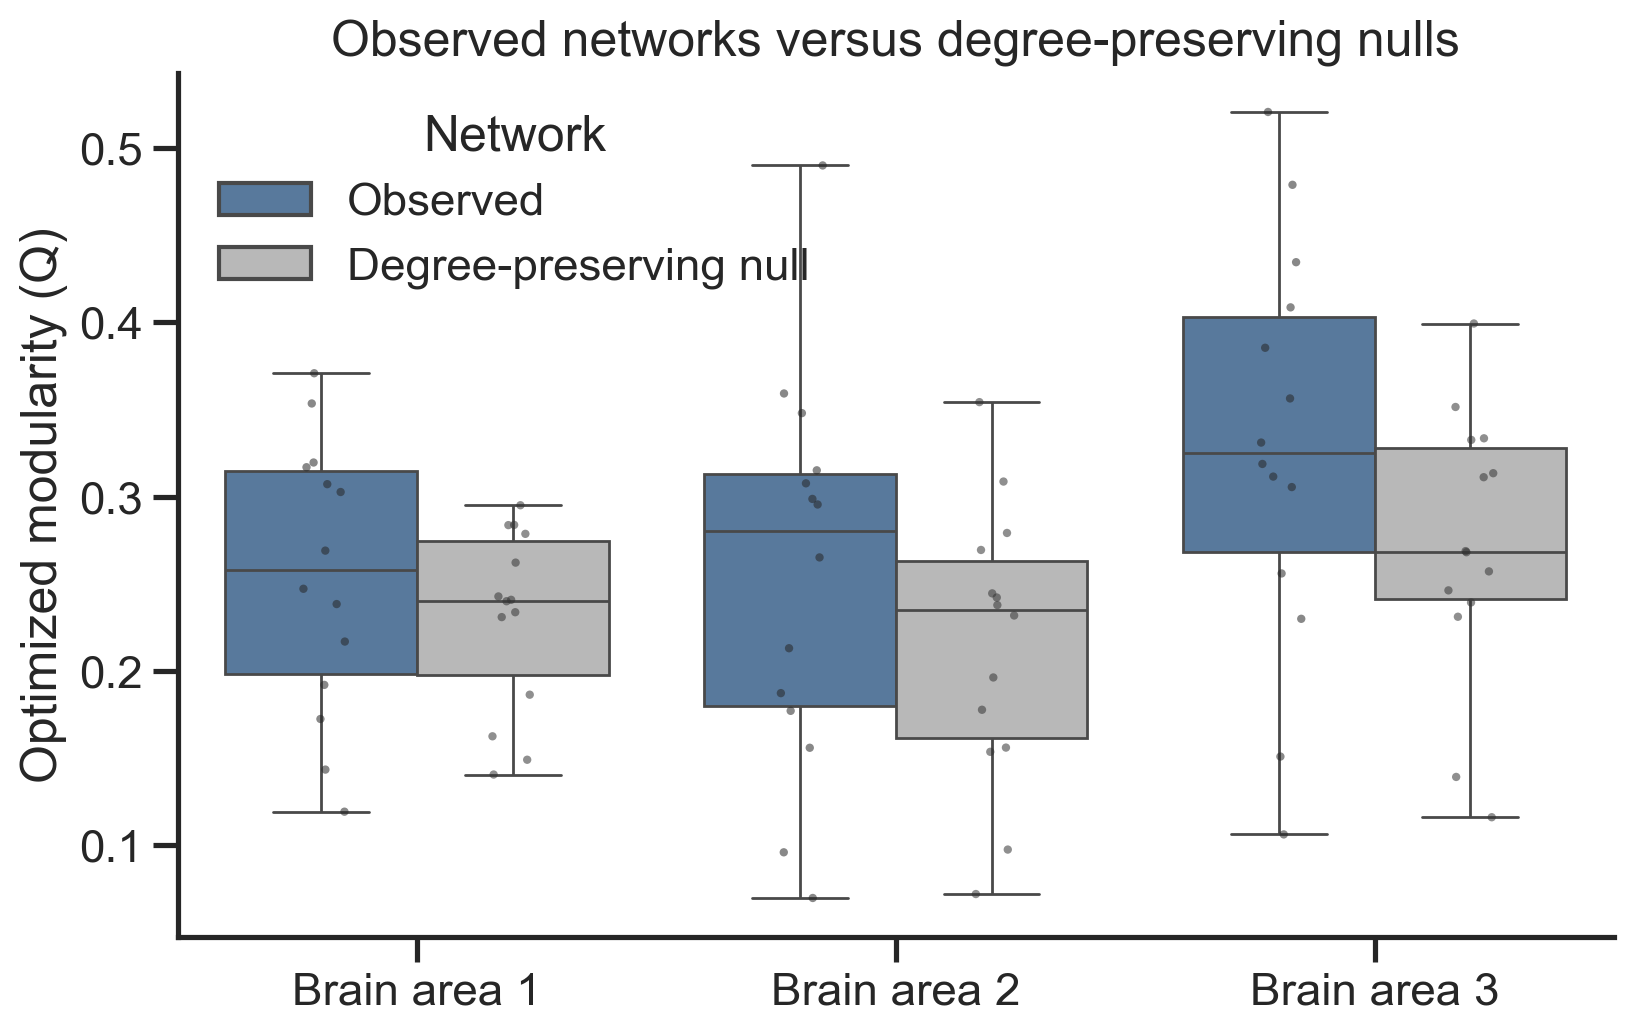 Observed networks versus degree-preserving nulls
Network
Observed
Degree-preserving null
Optimized modularity (Q)
0.5
0.4
0.3
0.2
0.1
Brain area 1
Brain area 2
Brain area 3